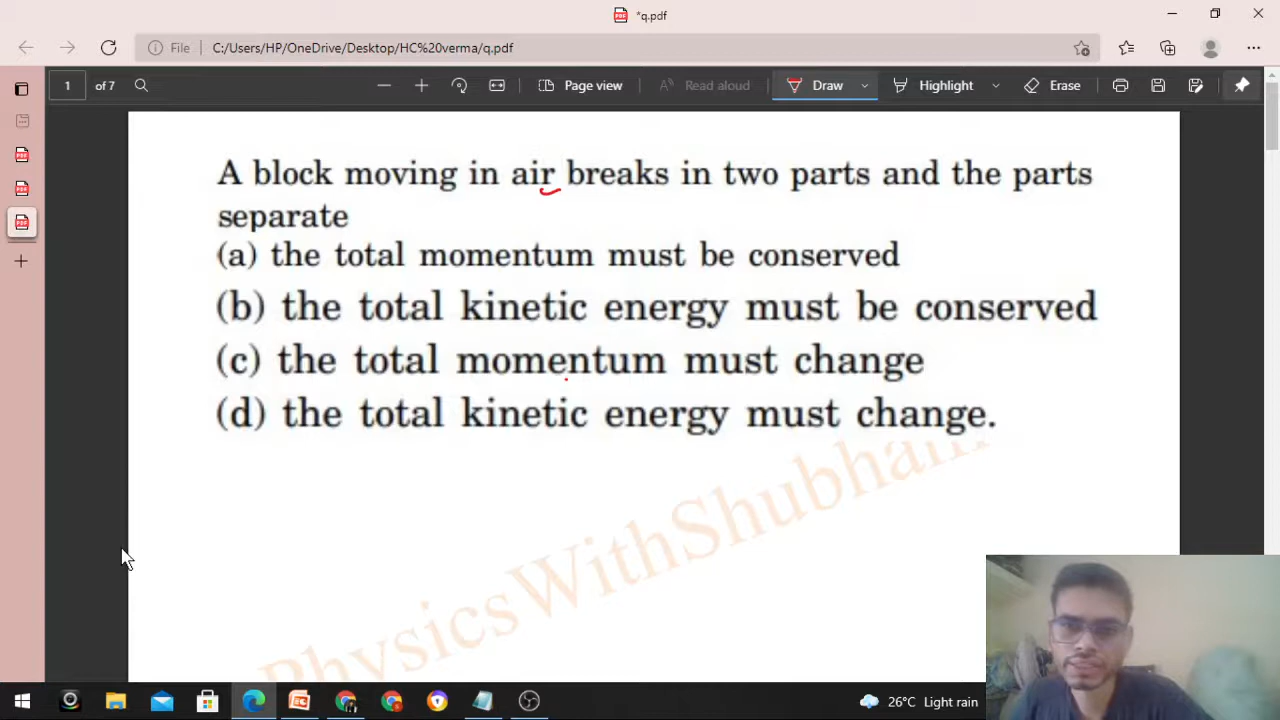 *q.pdf
File C:/Users/HP/OneDrive/Desktop/HC%20verma/q.pdf
1 of 7 Page view Read aloud Draw Highlight Erase
A block moving in air breaks in two parts and the parts
separate
(a) the total momentum must be conserved
(b) the total kinetic energy must be conserved
(c) the total momentum must change
(d) the total kinetic energy must change.
PhysicsWithShubham
26°C Light rain